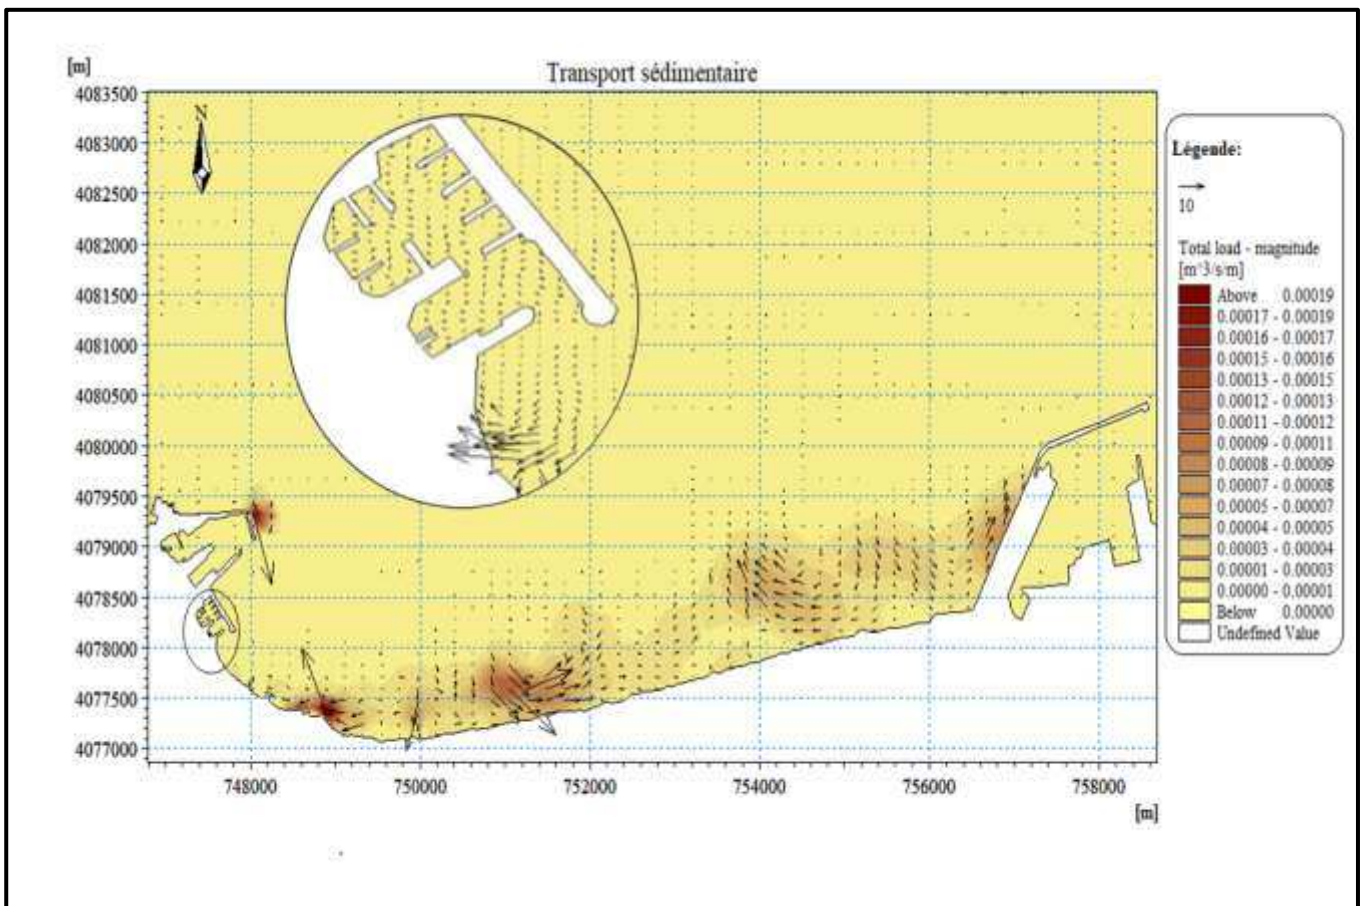 Transport sédimentaire
[m]
4083500
4083000
4082500
4082000
4081500
4081000
4080500
4080000
4079500
4079000
4078500
4078000
4077500
4077000
748000 750000 752000 754000 756000 758000
[m]
N
Légende:
10
Total load - magnitude
[m^3/s/m]
Above 0.00019
0.00017 - 0.00019
0.00016 - 0.00017
0.00015 - 0.00016
0.00013 - 0.00015
0.00012 - 0.00013
0.00011 - 0.00012
0.00009 - 0.00011
0.00008 - 0.00009
0.00007 - 0.00008
0.00005 - 0.00007
0.00004 - 0.00005
0.00003 - 0.00004
0.00001 - 0.00003
0.00000 - 0.00001
Below 0.00000
Undefined Value